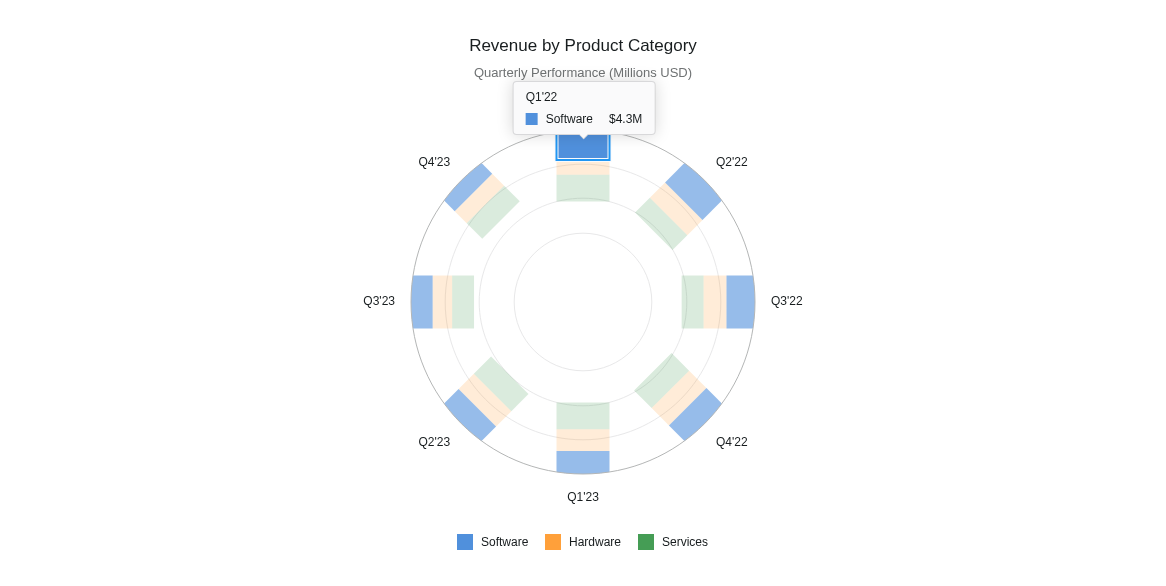 Revenue by Product Category
Quarterly Performance (Millions USD)
Q1'22
Software $4.3M
Q4'23
Q2'22
Q3'23
Q3'22
Q2'23
Q4'22
Q1'23
Software Hardware Services